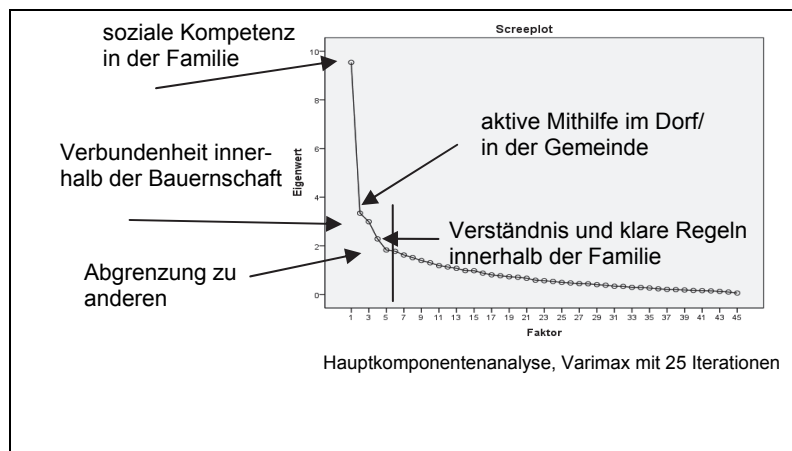 soziale Kompetenz
in der Familie
Screeplot
aktive Mithilfe im Dorf/
in der Gemeinde
Verbundenheit inner-
halb der Bauernschaft
Verständnis und klare Regeln
innerhalb der Familie
Abgrenzung zu
anderen
Eigenwert
10
8
6
4
2
0
1 3 5 7 9 11 13 15 17 19 21 23 25 27 29 31 33 35 37 39 41 43 45
Faktor
Hauptkomponentenanalyse, Varimax mit 25 Iterationen